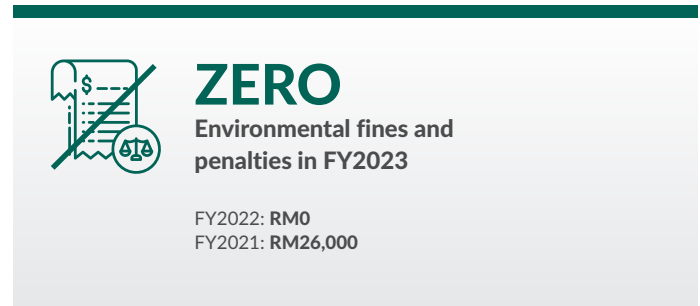 $
ZERO
Environmental fines and
penalties in FY2023
FY2022: RM0
FY2021: RM26,000